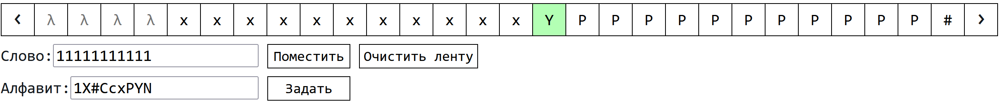 < λ λ λ λ x x x x x x x x x x x Y P P P P P P P P P P P # >
Слово: 11111111111 Поместить Очистить ленту
Алфавит: 1X#CcxPYN Задать